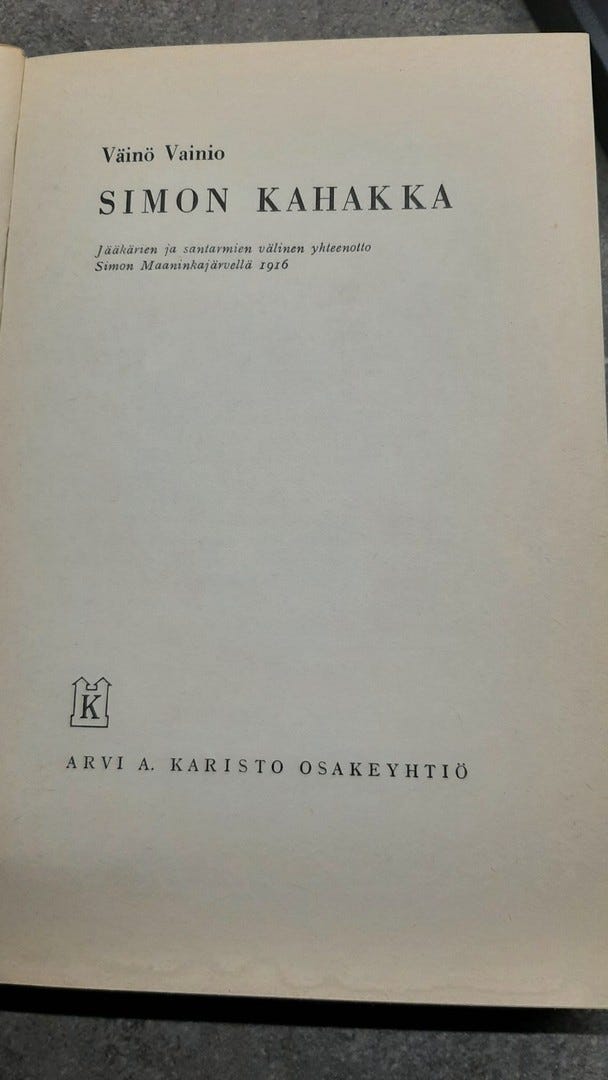 Väinö Vainio
SIMON KAHAKKA
Jääkärien ja santarmien välinen yhteenotto
Simon Maaninkajärvellä 1916
K
ARVI A. KARISTO OSAKEYHTIÖ